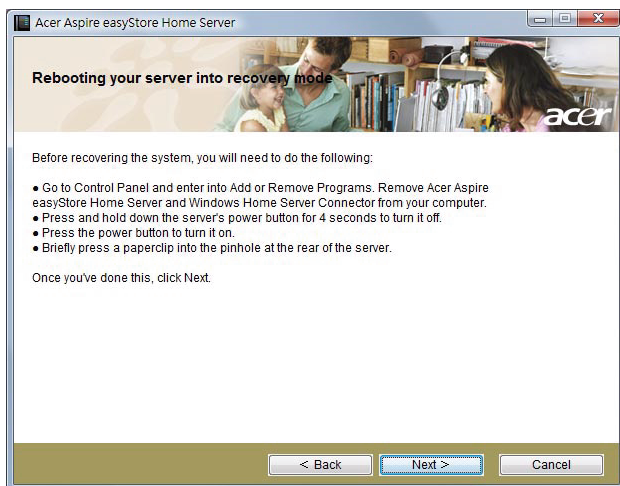 Acer Aspire easyStore Home Server
Rebooting your server into recovery mode
acer
Before recovering the system, you will need to do the following:
● Go to Control Panel and enter into Add or Remove Programs. Remove Acer Aspire
easyStore Home Server and Windows Home Server Connector from your computer.
● Press and hold down the server's power button for 4 seconds to turn it off.
● Press the power button to turn it on.
● Briefly press a paperclip into the pinhole at the rear of the server.
Once you've done this, click Next.
< Back Next > Cancel